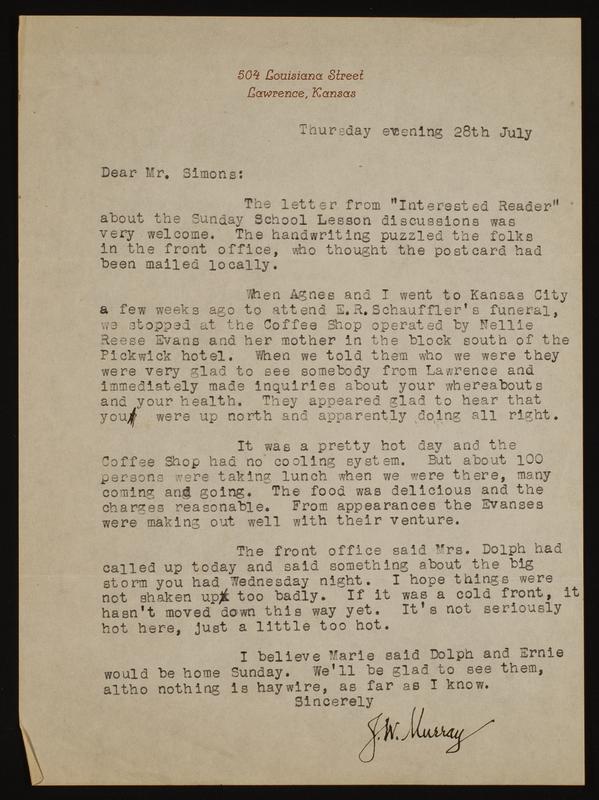 504 Louisiana Street
Lawrence, Kansas
Thursday evening 28th July
Dear Mr. Simons:
The letter from "Interested Reader"
about the Sunday School Lesson discussions was
very welcome. The handwriting puzzled the folks
in the front office, who thought the postcard had
been mailed locally.
When Agnes and I went to Kansas City
a few weeks ago to attend E.R.Schauffler's funeral,
we stopped at the Coffee Shop operated by Nellie
Reese Evans and her mother in the block south of the
Pickwick hotel. When we told them who we were they
were very glad to see somebody from Lawrence and
immediately made inquiries about your whereabouts
and your health. They appeared glad to hear that
you were up north and apparently doing all right.
It was a pretty hot day and the
Coffee Shop had no cooling system. But about 100
persons were taking lunch when we were there, many
coming and going. The food was delicious and the
charges reasonable. From appearances the Evanses
were making out well with their venture.
The front office said Mrs. Dolph had
called up today and said something about the big
storm you had Wednesday night. I hope things were
not shaken up too badly. If it was a cold front, it
hasn't moved down this way yet. It's not seriously
hot here, just a little too hot.
I believe Marie said Dolph and Ernie
would be home Sunday. We'll be glad to see them,
altho nothing is haywire, as far as I know.
Sincerely
J.W. Murray